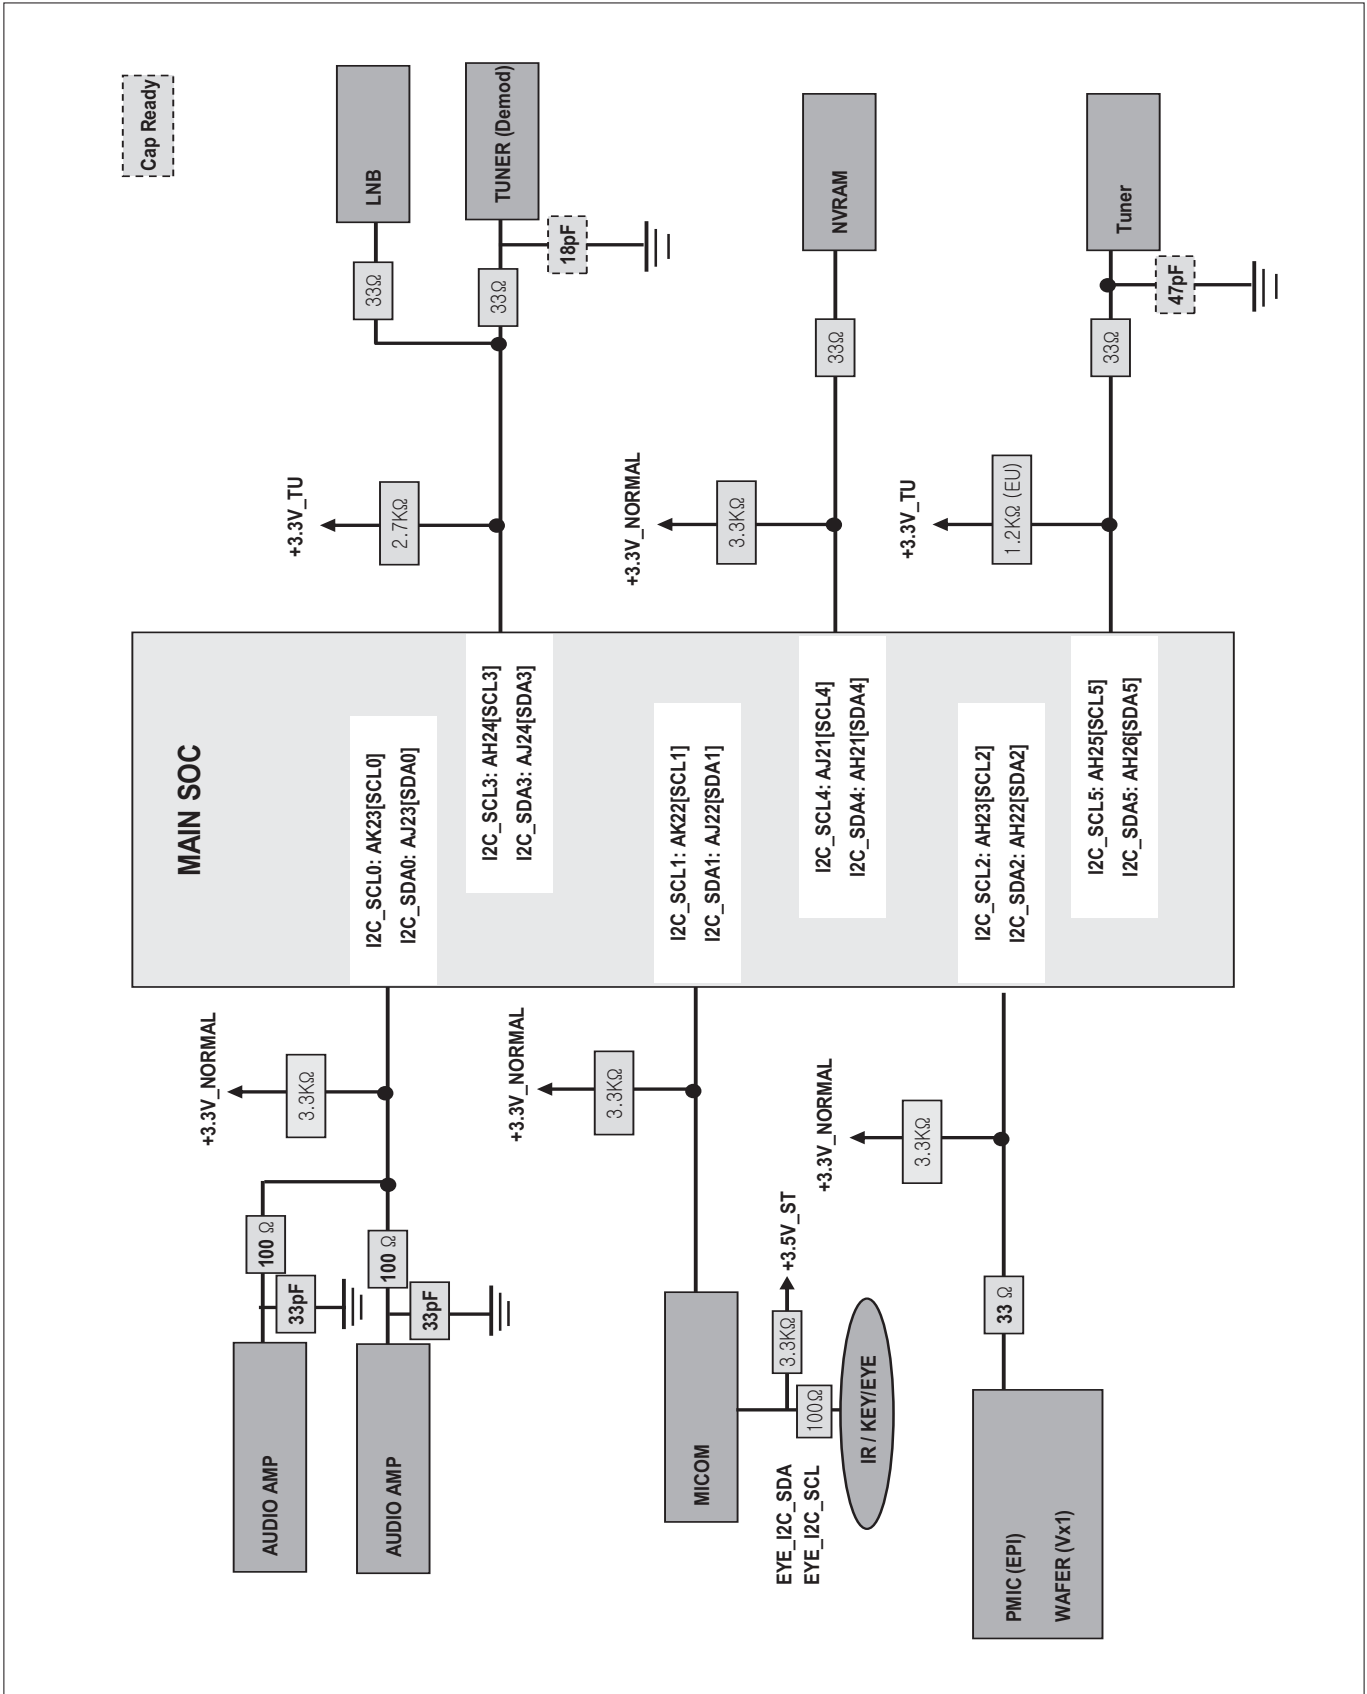 MAIN SOC
Cap Ready
AUDIO AMP
33pF
100 Ω
+3.3V_NORMAL
3.3KΩ
AUDIO AMP
33pF
100 Ω
I2C_SCL0: AK23[SCL0]
I2C_SDA0: AJ23[SDA0]
I2C_SCL3: AH24[SCL3]
I2C_SDA3: AJ24[SDA3]
+3.3V_TU
2.7KΩ
33Ω
LNB
33Ω
TUNER (Demod)
18pF
MICOM
+3.3V_NORMAL
3.3KΩ
I2C_SCL1: AK22[SCL1]
I2C_SDA1: AJ22[SDA1]
EYE_I2C_SDA
EYE_I2C_SCL
3.3KΩ
+3.5V_ST
100Ω
IR / KEY/EYE
I2C_SCL4: AJ21[SCL4]
I2C_SDA4: AH21[SDA4]
+3.3V_NORMAL
3.3KΩ
33Ω
NVRAM
PMIC (EPI)
WAFER (Vx1)
33 Ω
+3.3V_NORMAL
3.3KΩ
I2C_SCL2: AH23[SCL2]
I2C_SDA2: AH22[SDA2]
I2C_SCL5: AH25[SCL5]
I2C_SDA5: AH26[SDA5]
+3.3V_TU
1.2KΩ (EU)
33Ω
47pF
Tuner